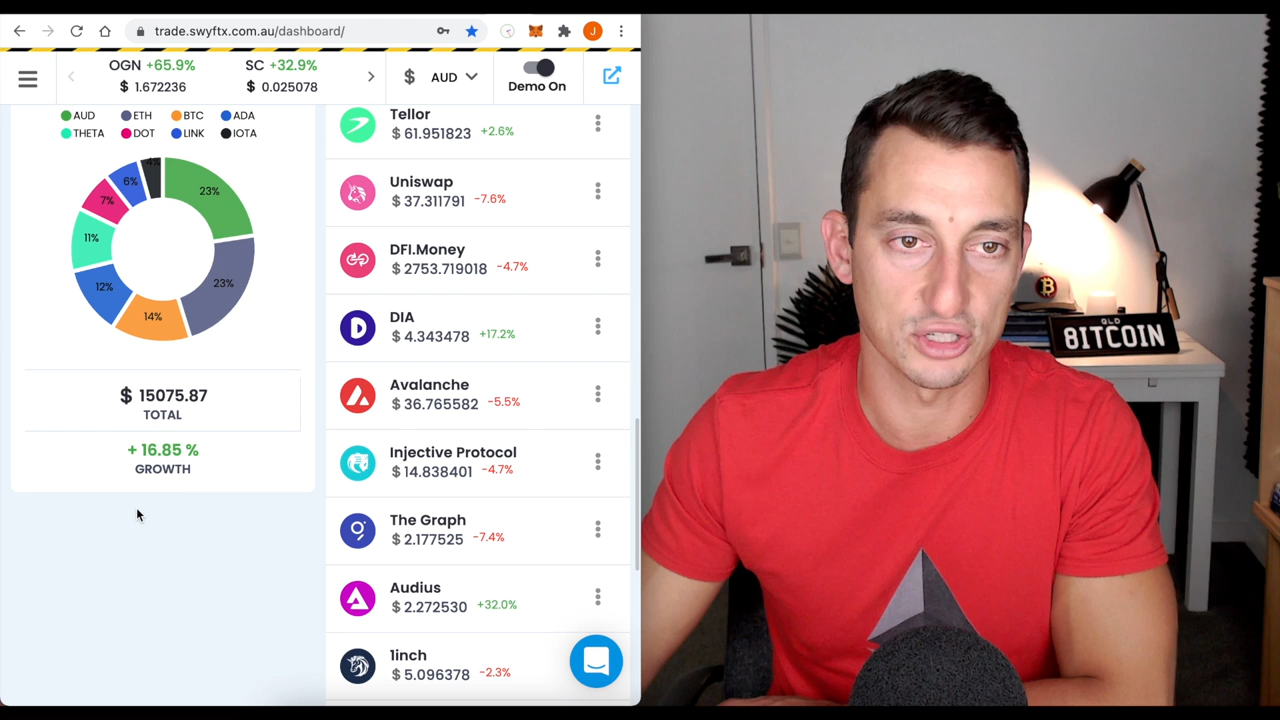 trade.swyftx.com.au/dashboard/
J
OGN +65.9%
$ 1.672236
SC +32.9%
$ 0.025078
$ AUD
Demo On
AUD ETH BTC ADA
THETA DOT LINK IOTA
4%
23%
6%
7%
11%
23%
12%
14%
$ 15075.87
TOTAL
+ 16.85 %
GROWTH
Tellor
$ 61.951823 +2.6%
Uniswap
$ 37.311791 -7.6%
DFI.Money
$ 2753.719018 -4.7%
DIA
$ 4.343478 +17.2%
Avalanche
$ 36.765582 -5.5%
Injective Protocol
$ 14.838401 -4.7%
The Graph
$ 2.177525 -7.4%
Audius
$ 2.272530 +32.0%
1inch
$ 5.096378 -2.3%
QLD
8ITCOIN